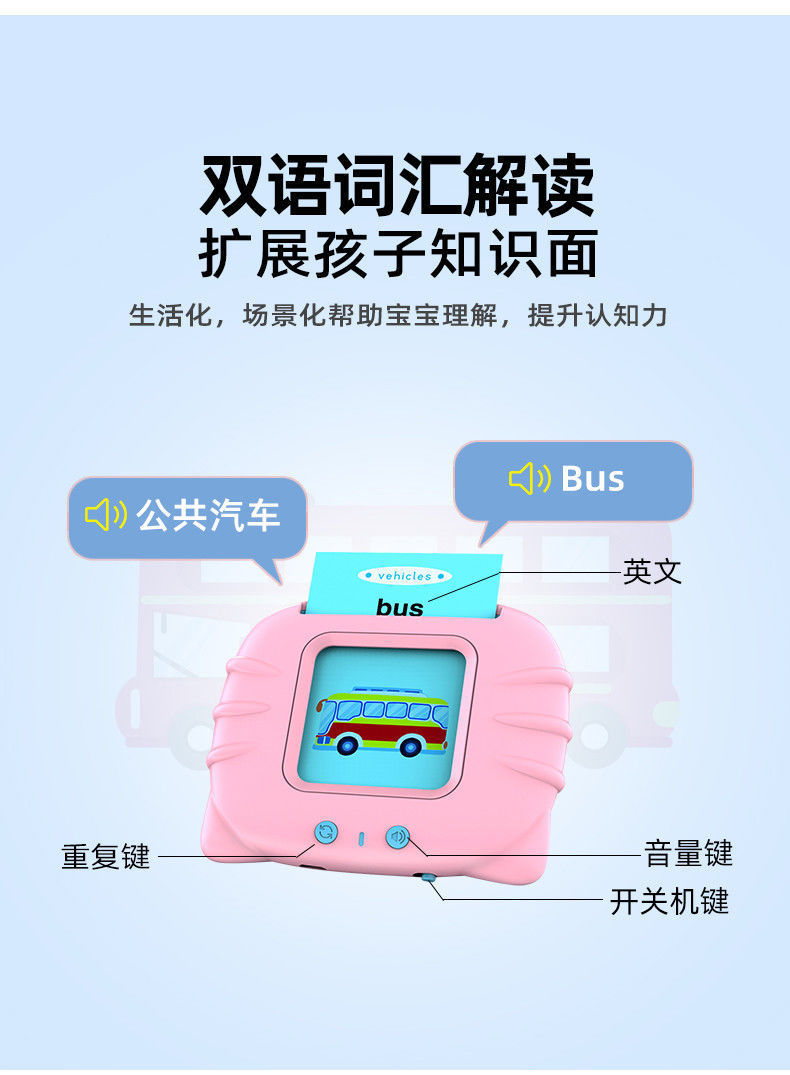 双语词汇解读
扩展孩子知识面
生活化，场景化帮助宝宝理解，提升认知力
Bus
公共汽车
vehicles
bus
英文
重复键
音量键
开关机键